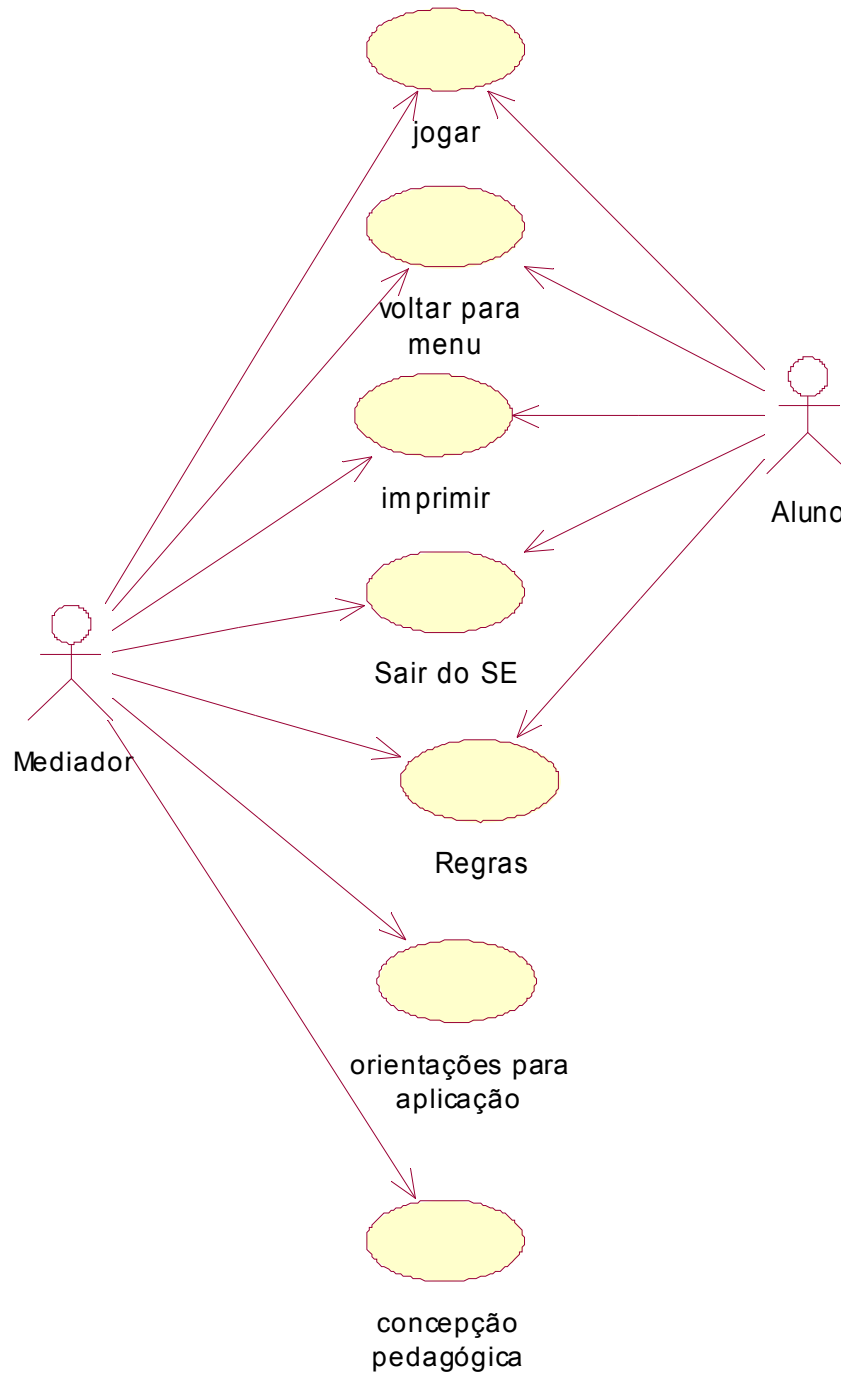 jogar
voltar para
menu
imprimir
Aluno
Sair do SE
Mediador
Regras
orientações para
aplicação
concepção
pedagógica